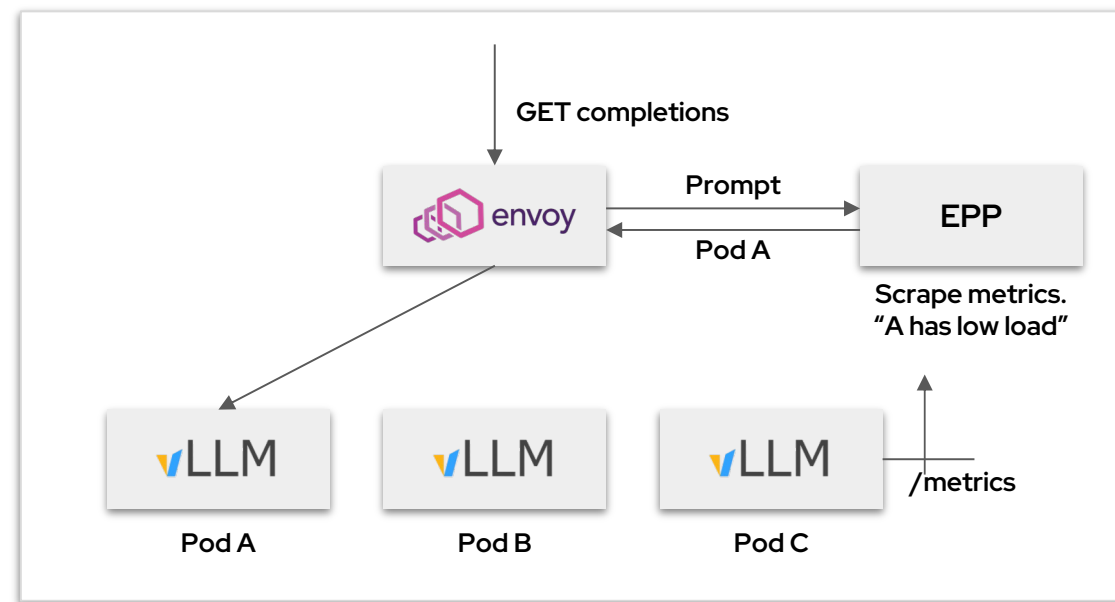 GET completions
envoy
Prompt
EPP
Pod A
Scrape metrics.
“A has low load”
vLLM
vLLM
vLLM
/metrics
Pod A
Pod B
Pod C